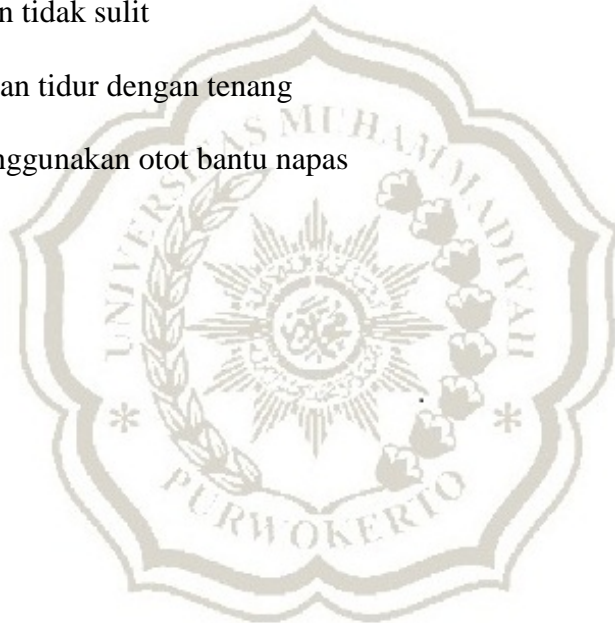 n tidak sulit
an tidur dengan tenang
nggunakan otot bantu napas
UNIVERSITAS MUHAMMADIYAH
PURWOKERTO